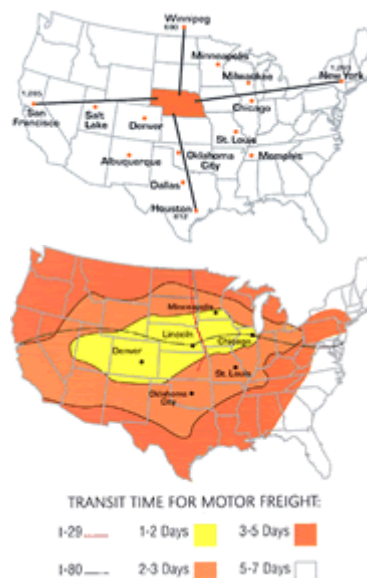 Winnipeg
690
Minneapolis
Milwaukee
New York
San
Francisco
Salt
Lake
Denver
Chicago
St. Louis
Albuquerque
Oklahoma
City
Memphis
Dallas
Houston
812
Minneapolis
Lincoln
Chicago
Denver
St. Louis
Oklahoma
City
TRANSIT TIME FOR MOTOR FREIGHT:
I-29 1-2 Days 3-5 Days
I-80 2-3 Days 5-7 Days